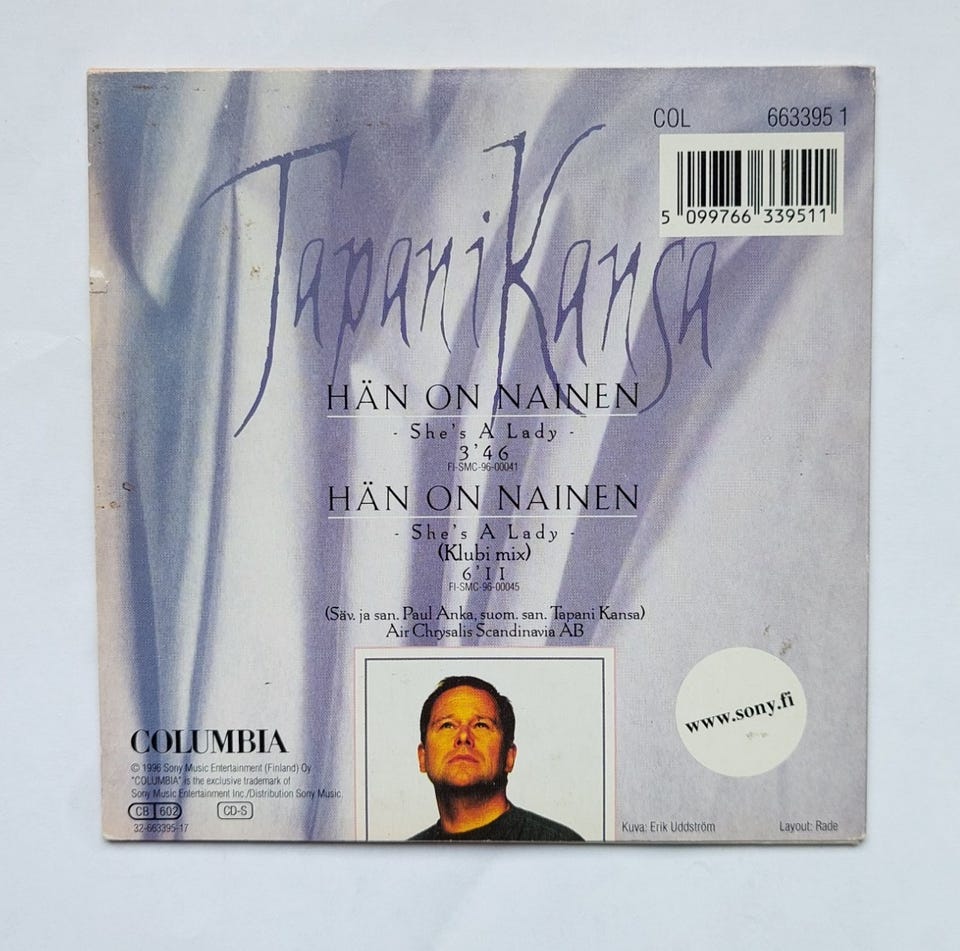 COL 663395 1
5 099766 339511
Tapani Kansa
HÄN ON NAINEN
- She's A Lady -
3'46
FI-SMC-96-00041
HÄN ON NAINEN
- She's A Lady -
(Klubi mix)
6'11
FI-SMC-96-00045
(Säv. ja san. Paul Anka, suom. san. Tapani Kansa)
Air Chrysalis Scandinavia AB
www.sony.fi
COLUMBIA
© 1996 Sony Music Entertainment (Finland) Oy
"COLUMBIA" is the exclusive trademark of
Sony Music Entertainment Inc./Distribution Sony Music.
CB 602 CD-S
32-663395-17
Kuva: Erik Uddström Layout: Rade